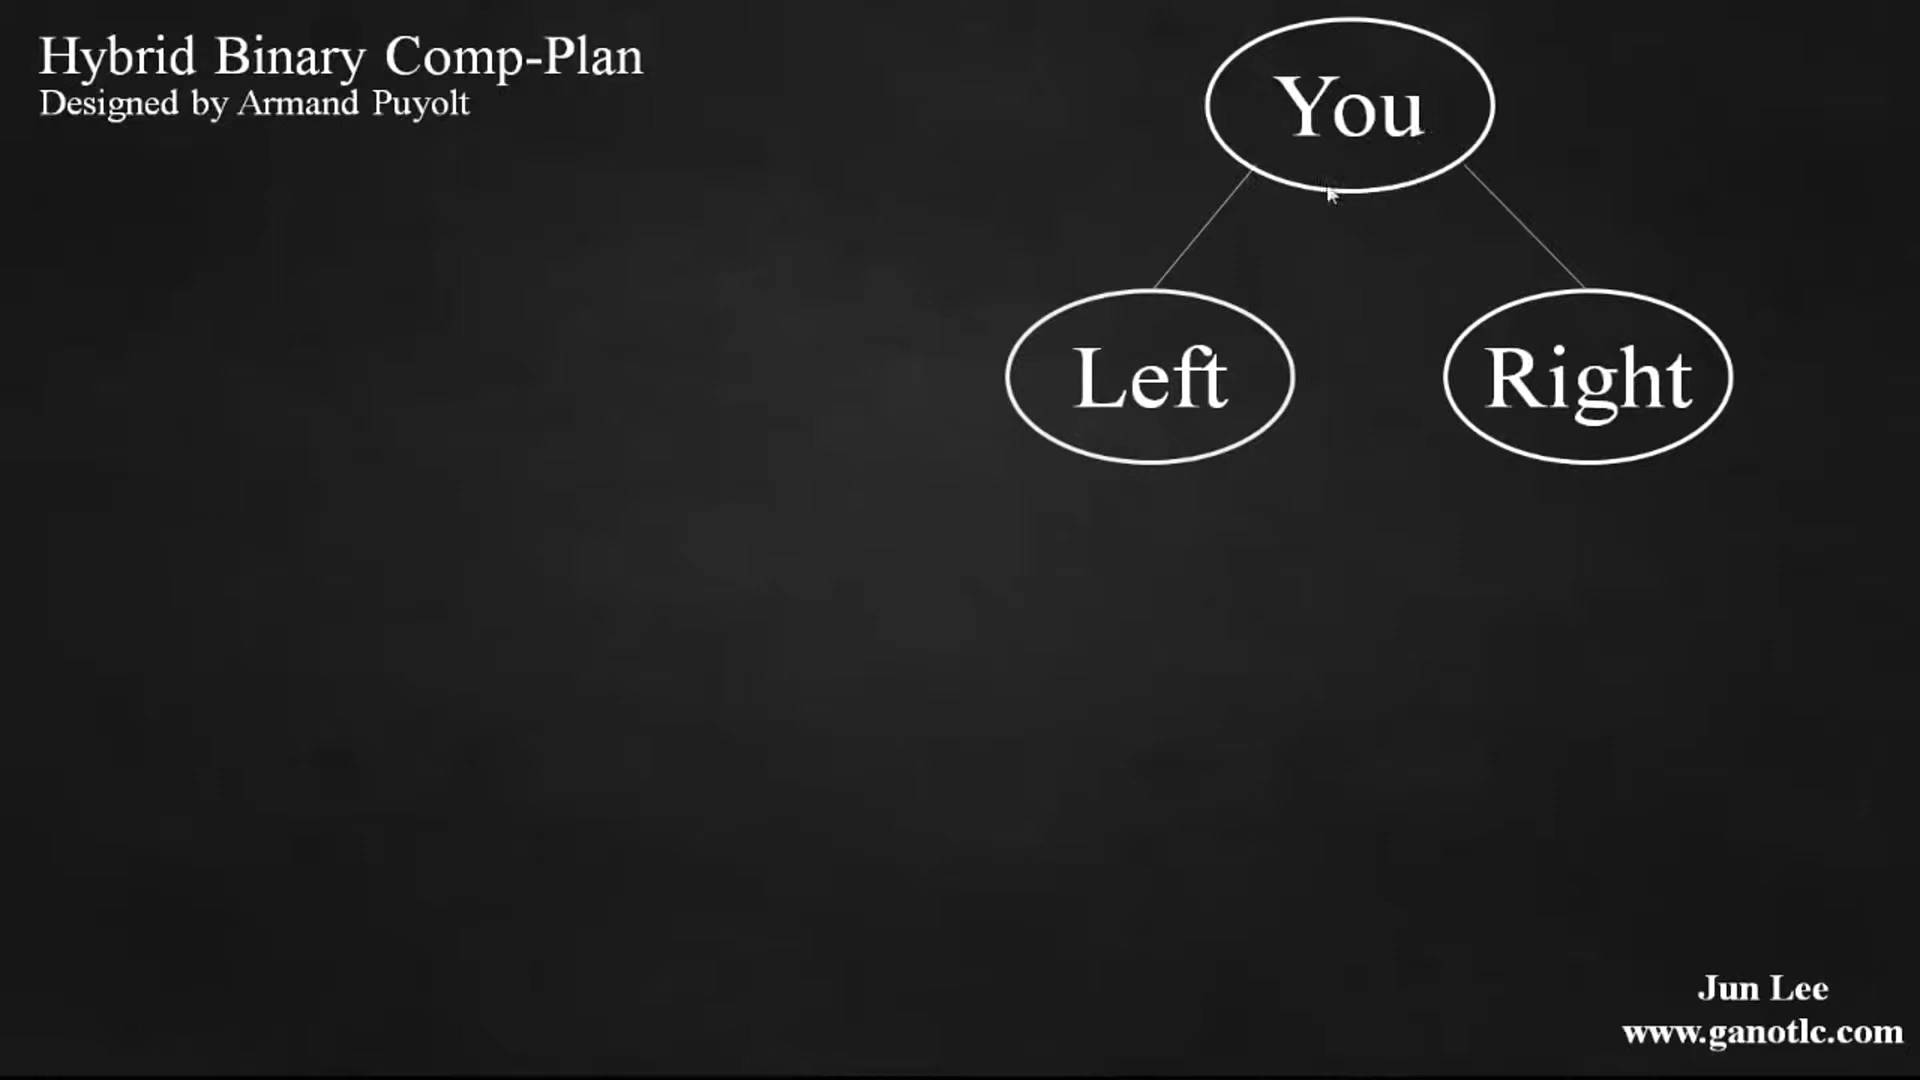 Hybrid Binary Comp-Plan
Designed by Armand Puyolt
You
Left
Right
Jun Lee
www.ganotlc.com